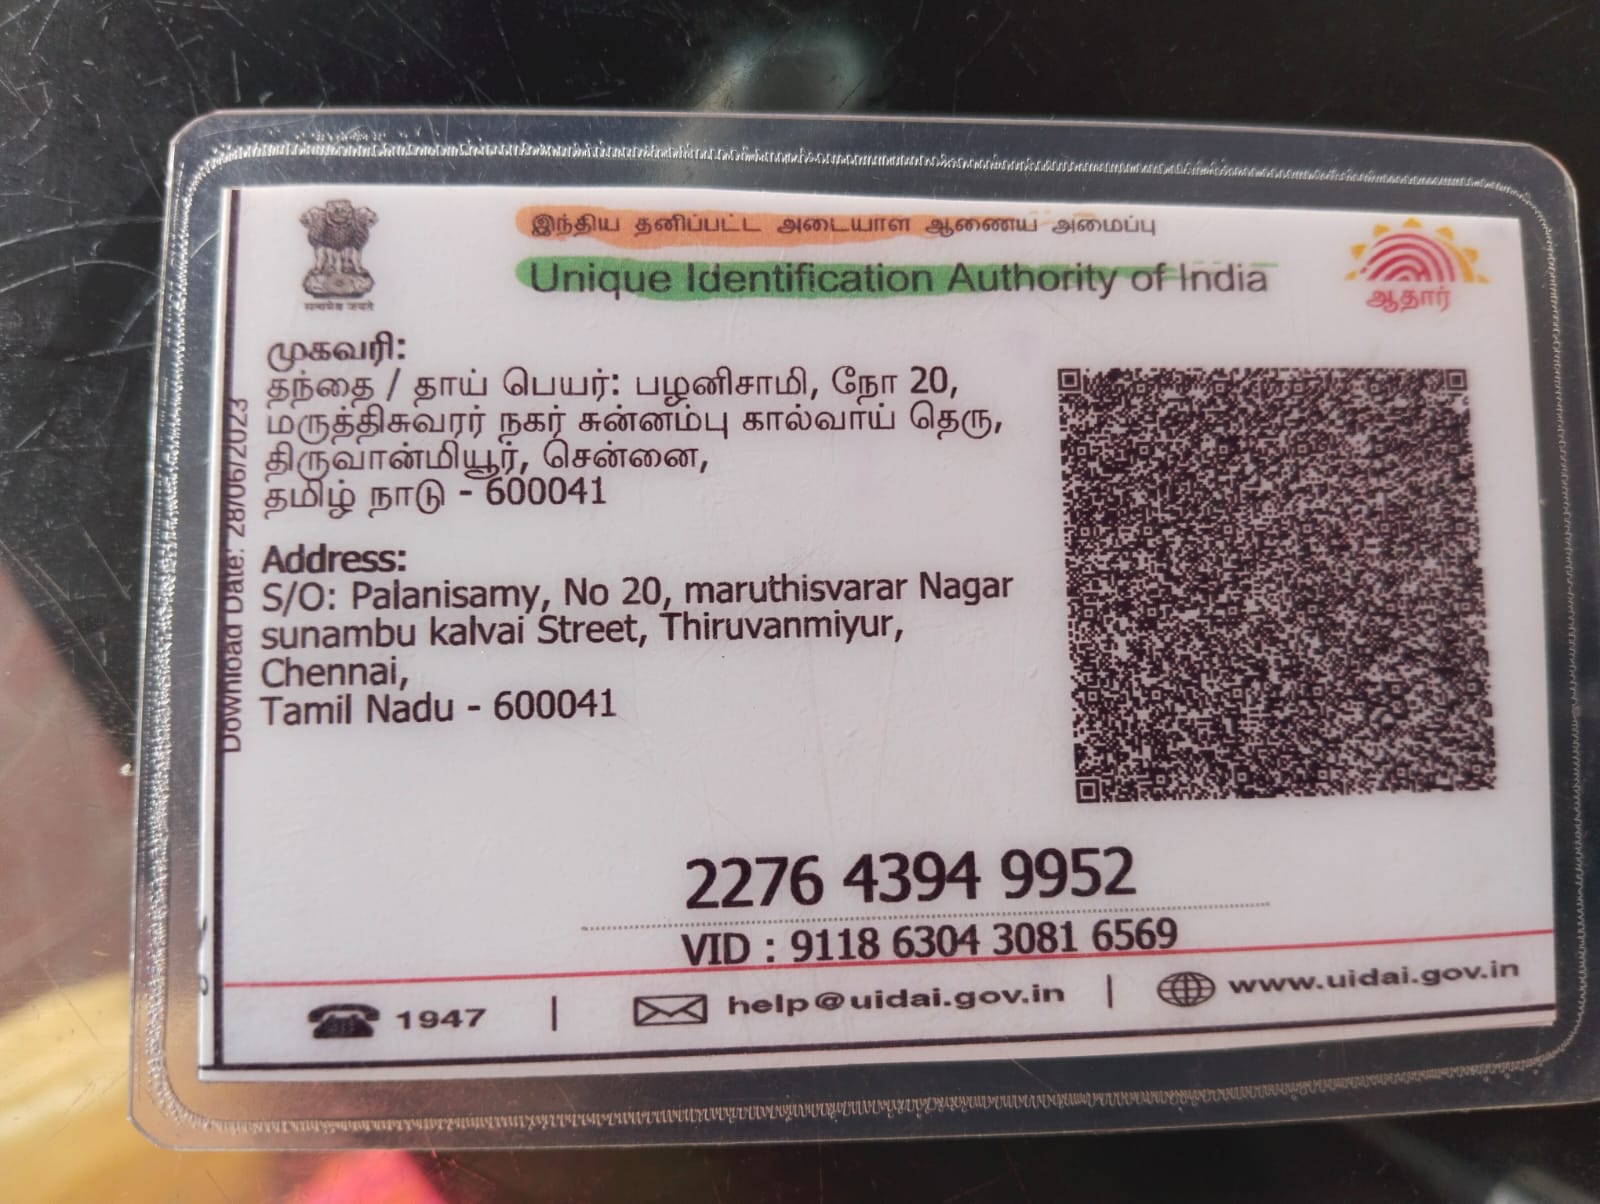 இந்திய தனிப்பட்ட அடையாள ஆணைய அமைப்பு
Unique Identification Authority of India
सत्यमेव जयते
ஆதார்
முகவரி:
தந்தை / தாய் பெயர்: பழனிசாமி, நோ 20,
மருத்திசுவரர் நகர் சுன்னம்பு கால்வாய் தெரு,
திருவான்மியூர், சென்னை,
தமிழ் நாடு - 600041
Address:
S/O: Palanisamy, No 20, maruthisvarar Nagar
sunambu kalvai Street, Thiruvanmiyur,
Chennai,
Tamil Nadu - 600041
Download Date: 28/06/2023
2276 4394 9952
VID : 9118 6304 3081 6569
1947 | help@uidai.gov.in | www.uidai.gov.in